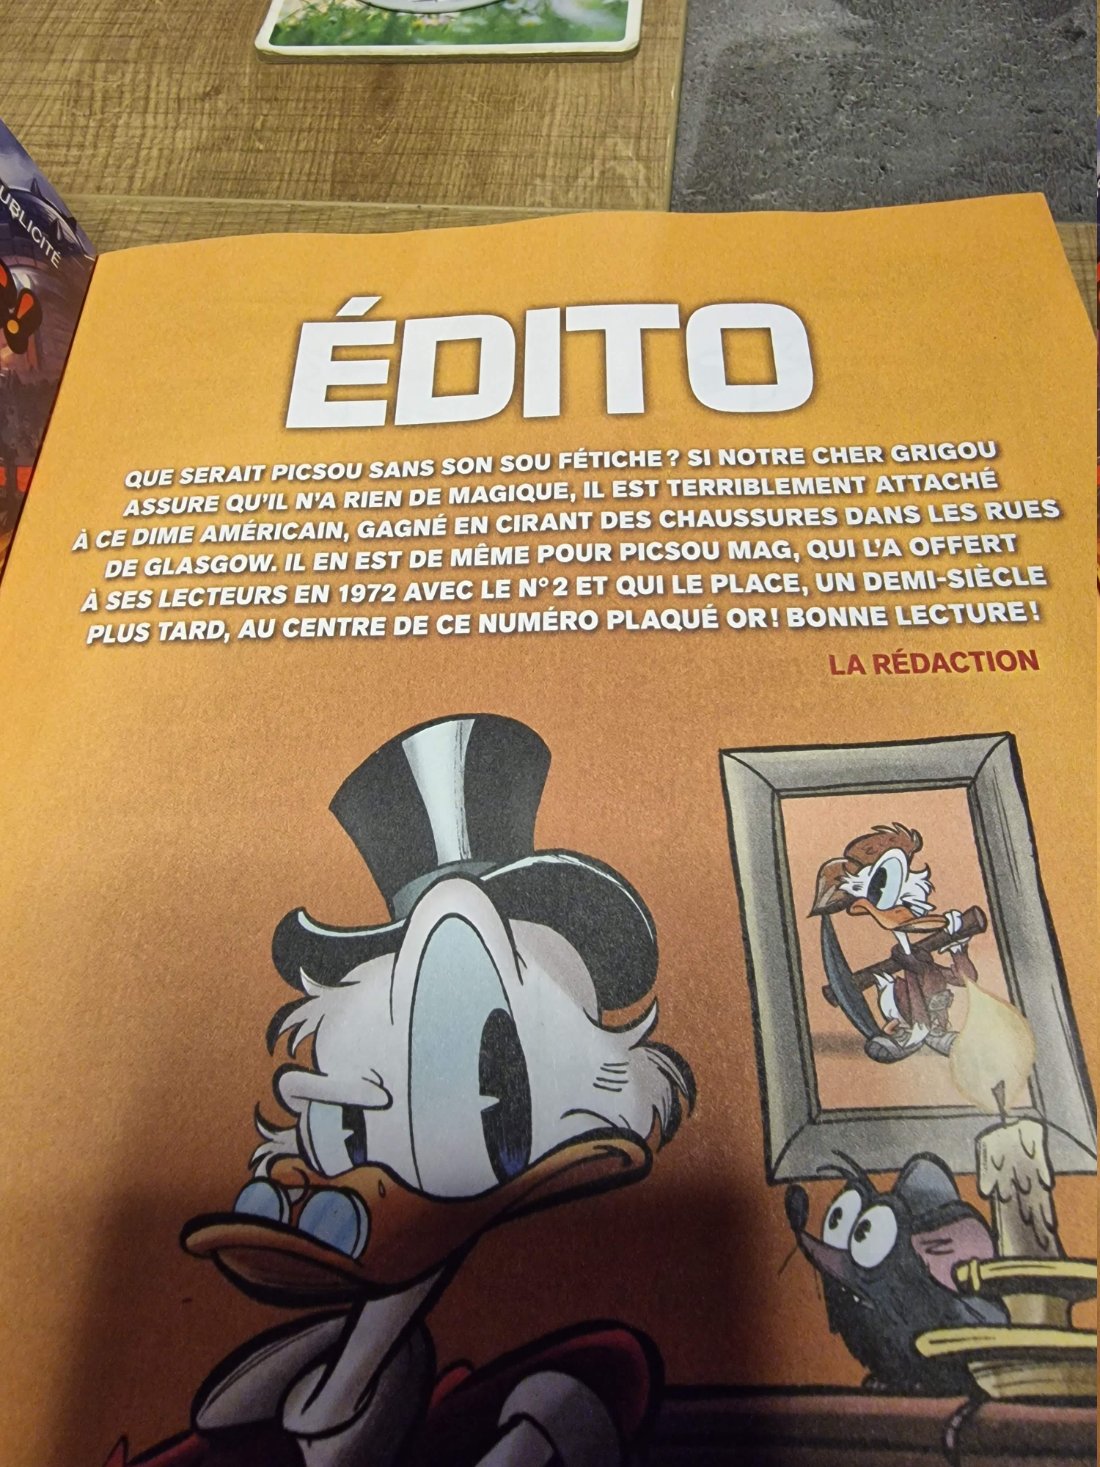 UBLICITÉ
ÉDITO
QUE SERAIT PICSOU SANS SON SOU FÉTICHE ? SI NOTRE CHER GRIGOU
ASSURE QU'IL N'A RIEN DE MAGIQUE, IL EST TERRIBLEMENT ATTACHÉ
À CE DIME AMÉRICAIN, GAGNÉ EN CIRANT DES CHAUSSURES DANS LES RUES
DE GLASGOW. IL EN EST DE MÊME POUR PICSOU MAG, QUI L'A OFFERT
À SES LECTEURS EN 1972 AVEC LE N° 2 ET QUI LE PLACE, UN DEMI-SIÈCLE
PLUS TARD, AU CENTRE DE CE NUMÉRO PLAQUÉ OR ! BONNE LECTURE !
LA RÉDACTION